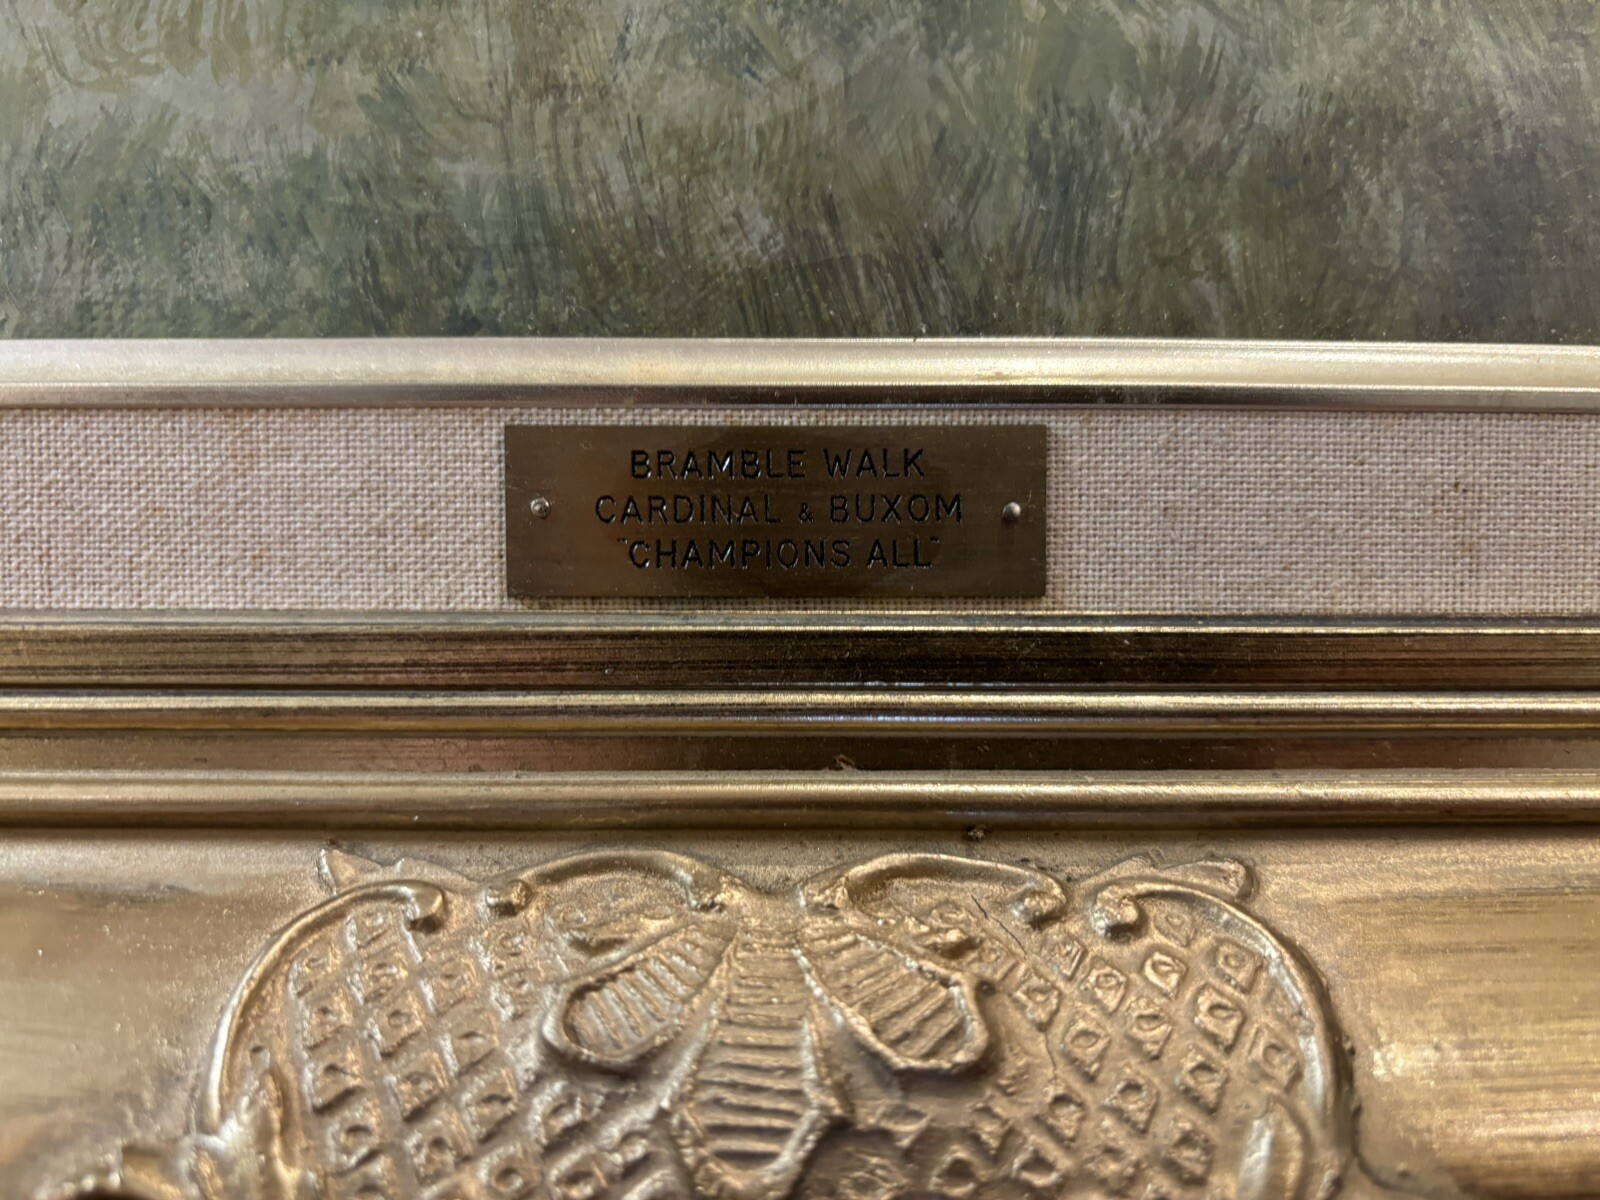 BRAMBLE WALK
CARDINAL & BUXOM
"CHAMPIONS ALL"